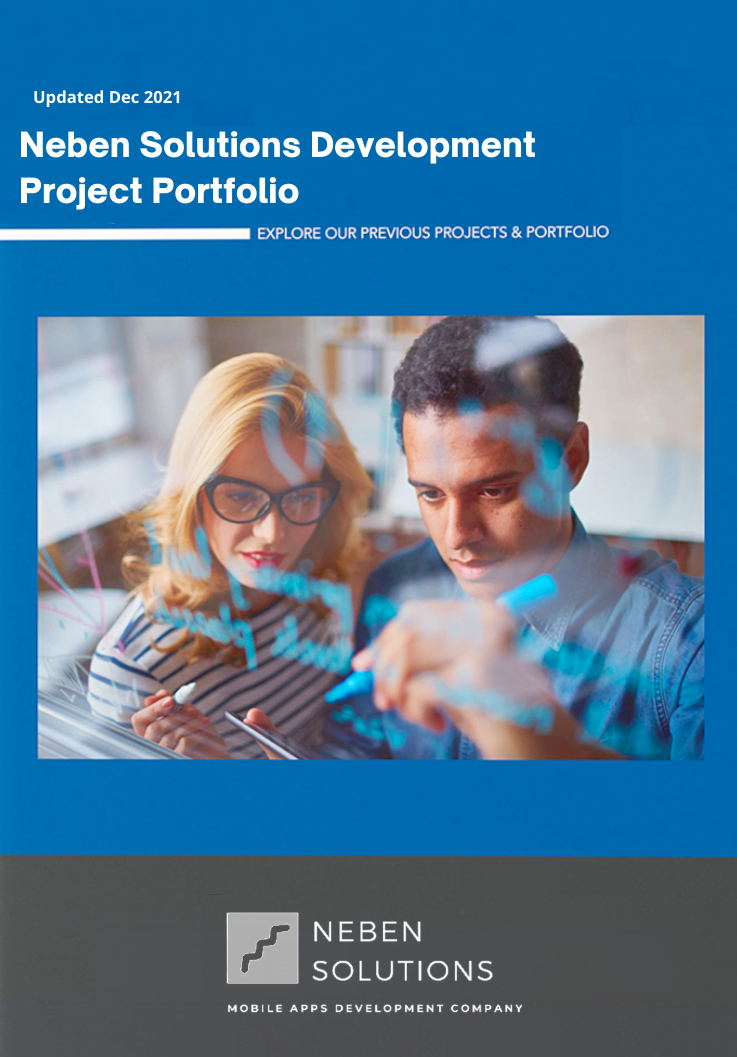 Updated Dec 2021
Neben Solutions Development
Project Portfolio
EXPLORE OUR PREVIOUS PROJECTS & PORTFOLIO
NEBEN
SOLUTIONS
MOBILE APPS DEVELOPMENT COMPANY